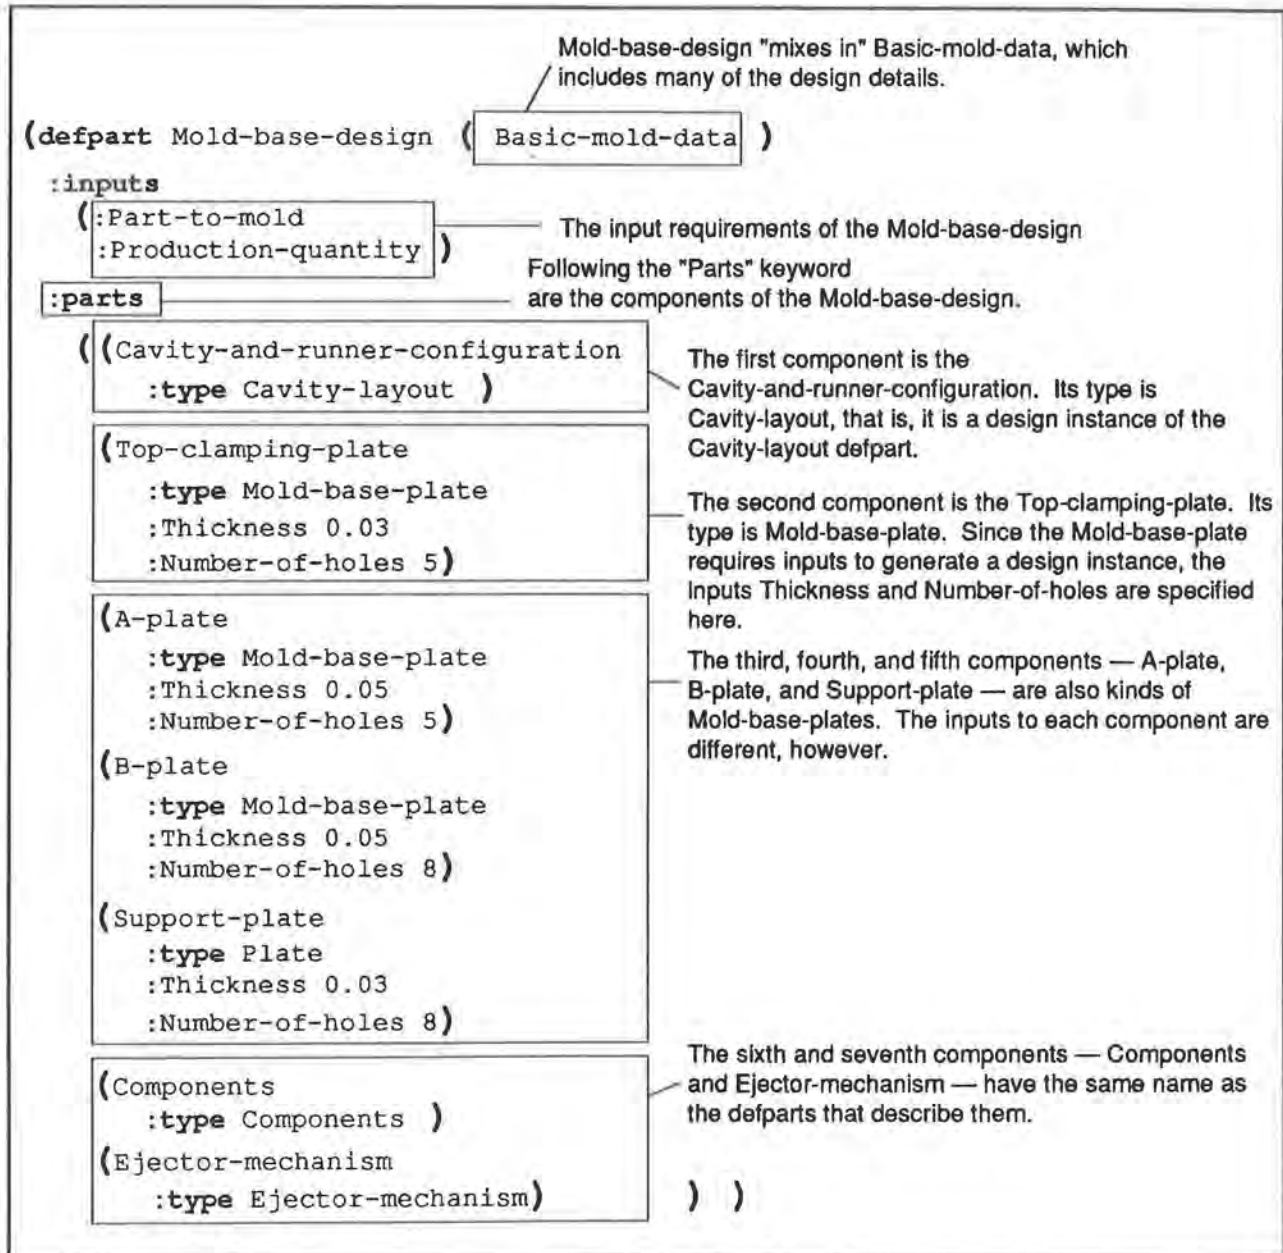 Mold-base-design "mixes in" Basic-mold-data, which
includes many of the design details.
(defpart Mold-base-design ( Basic-mold-data )
:inputs
(:Part-to-mold
:Production-quantity )
The input requirements of the Mold-base-design
Following the "Parts" keyword
are the components of the Mold-base-design.
:parts
( (Cavity-and-runner-configuration
:type Cavity-layout )
The first component is the
Cavity-and-runner-configuration. Its type is
Cavity-layout, that is, it is a design instance of the
Cavity-layout defpart.
(Top-clamping-plate
:type Mold-base-plate
:Thickness 0.03
:Number-of-holes 5)
The second component is the Top-clamping-plate. Its
type is Mold-base-plate. Since the Mold-base-plate
requires inputs to generate a design instance, the
Inputs Thickness and Number-of-holes are specified
here.
(A-plate
:type Mold-base-plate
:Thickness 0.05
:Number-of-holes 5)
The third, fourth, and fifth components — A-plate,
B-plate, and Support-plate — are also kinds of
Mold-base-plates. The inputs to each component are
different, however.
(B-plate
:type Mold-base-plate
:Thickness 0.05
:Number-of-holes 8)
(Support-plate
:type Plate
:Thickness 0.03
:Number-of-holes 8)
(Components
:type Components )
(Ejector-mechanism
:type Ejector-mechanism) ) )
The sixth and seventh components — Components
and Ejector-mechanism — have the same name as
the defparts that describe them.